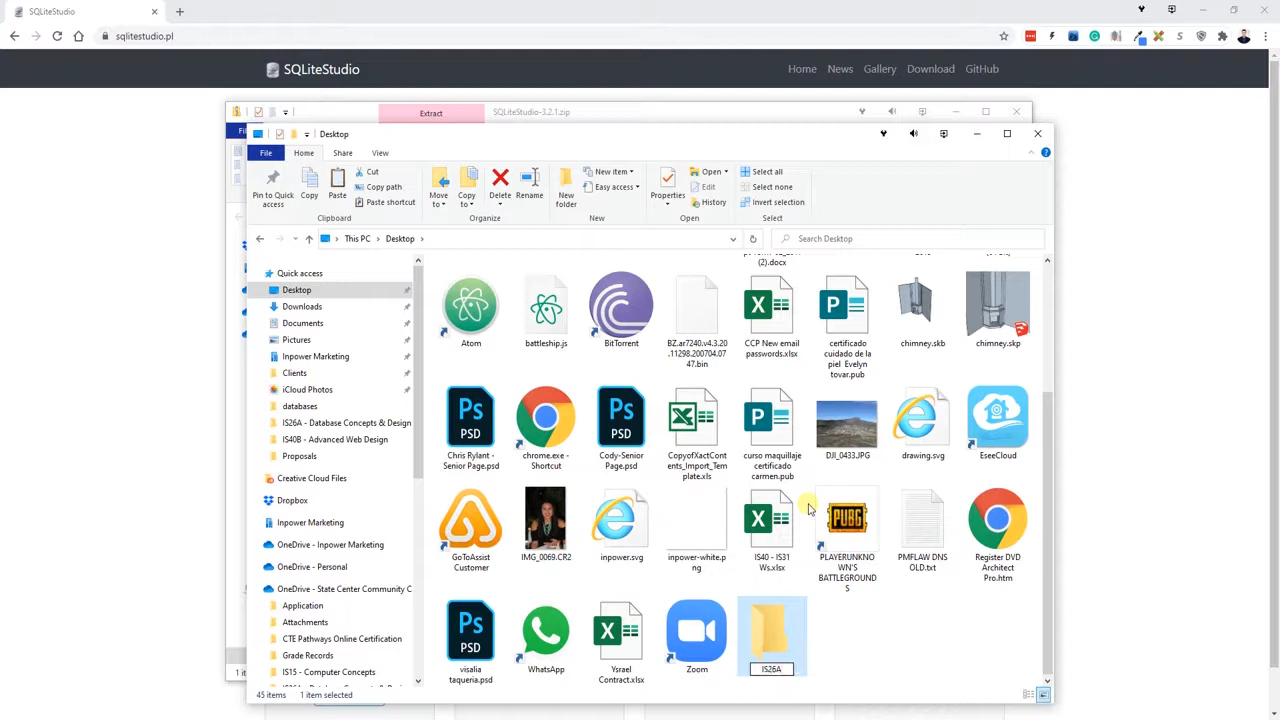 SQLiteStudio
sqlitestudio.pl
SQLiteStudio
Home News Gallery Download GitHub
Extract
SQLiteStudio-3.2.1.zip
Desktop
File Home Share View
Pin to Quick
access
Copy
Paste
Cut
Copy path
Paste shortcut
Clipboard
Move
to
Copy
to
Delete
Rename
Organize
New
folder
New item
Easy access
New
Properties
Open
Edit
History
Open
Select all
Select none
Invert selection
Select
This PC > Desktop >
Search Desktop
Quick access
Desktop
Downloads
Documents
Pictures
Inpower Marketing
Clients
iCloud Photos
databases
IS26A - Database Concepts & Design
IS40B - Advanced Web Design
Proposals
Creative Cloud Files
Dropbox
Inpower Marketing
OneDrive - Inpower Marketing
OneDrive - Personal
OneDrive - State Center Community C
Application
Attachments
CTE Pathways Online Certification
Grade Records
IS15 - Computer Concepts
(2).docx
Atom
battleship.js
BitTorrent
BZ.ar7240.v4.3.20
.11298.200704.07
47.bin
CCP New email
passwords.xlsx
certificado
cuidado de la
piel Evelyn
tovar.pub
chimney.skb
chimney.skp
Chris Rylant -
Senior Page.psd
chrome.exe -
Shortcut
Cody-Senior
Page.psd
CopyofXactCont
ents_Import_Tem
plate.xls
curso maquillaje
certificado
carmen.pub
DJI_0433.JPG
drawing.svg
EseeCloud
GoToAssist
Customer
IMG_0069.CR2
inpower.svg
inpower-white.p
ng
IS40 - IS31
Ws.xlsx
PUBG
PLAYERUNKNO
WN'S
BATTLEGROUND
S
PMFLAW DNS
OLD.txt
Register DVD
Architect
Pro.htm
visalia
taqueria.psd
WhatsApp
Ysrael
Contract.xlsx
Zoom
IS26A
45 items 1 item selected